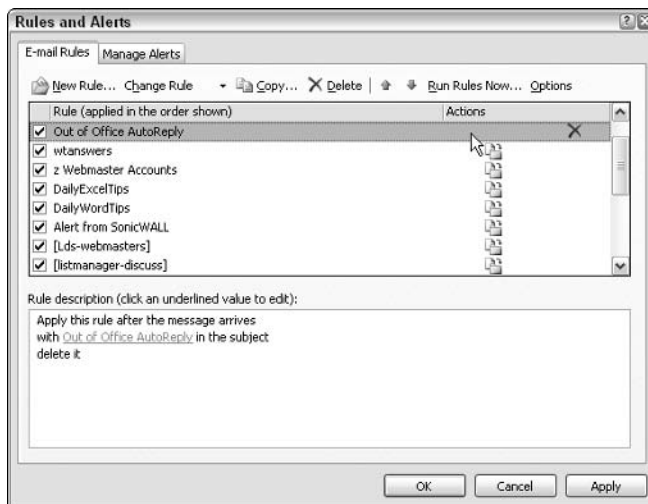 Rules and Alerts
E-mail Rules Manage Alerts
New Rule... Change Rule Copy... Delete Run Rules Now... Options
Rule (applied in the order shown) Actions
Out of Office AutoReply
wtanswers
z Webmaster Accounts
DailyExcelTips
DailyWordTips
Alert from SonicWALL
[Lds-webmasters]
[listmanager-discuss]
Rule description (click an underlined value to edit):
Apply this rule after the message arrives
with Out of Office AutoReply in the subject
delete it
OK Cancel Apply